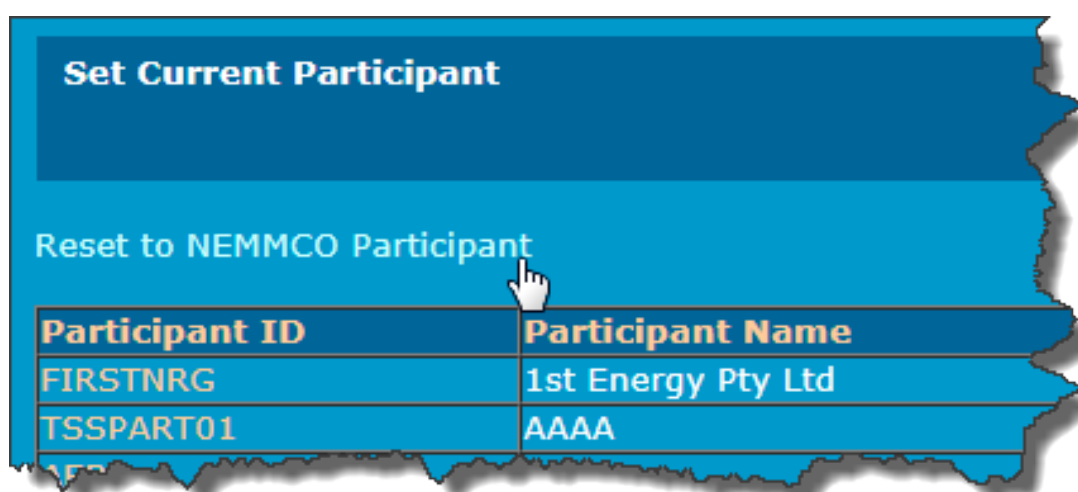 Set Current Participant
Reset to NEMMCO Participant
Participant ID Participant Name
FIRSTNRG 1st Energy Pty Ltd
TSSPART01 AAAA